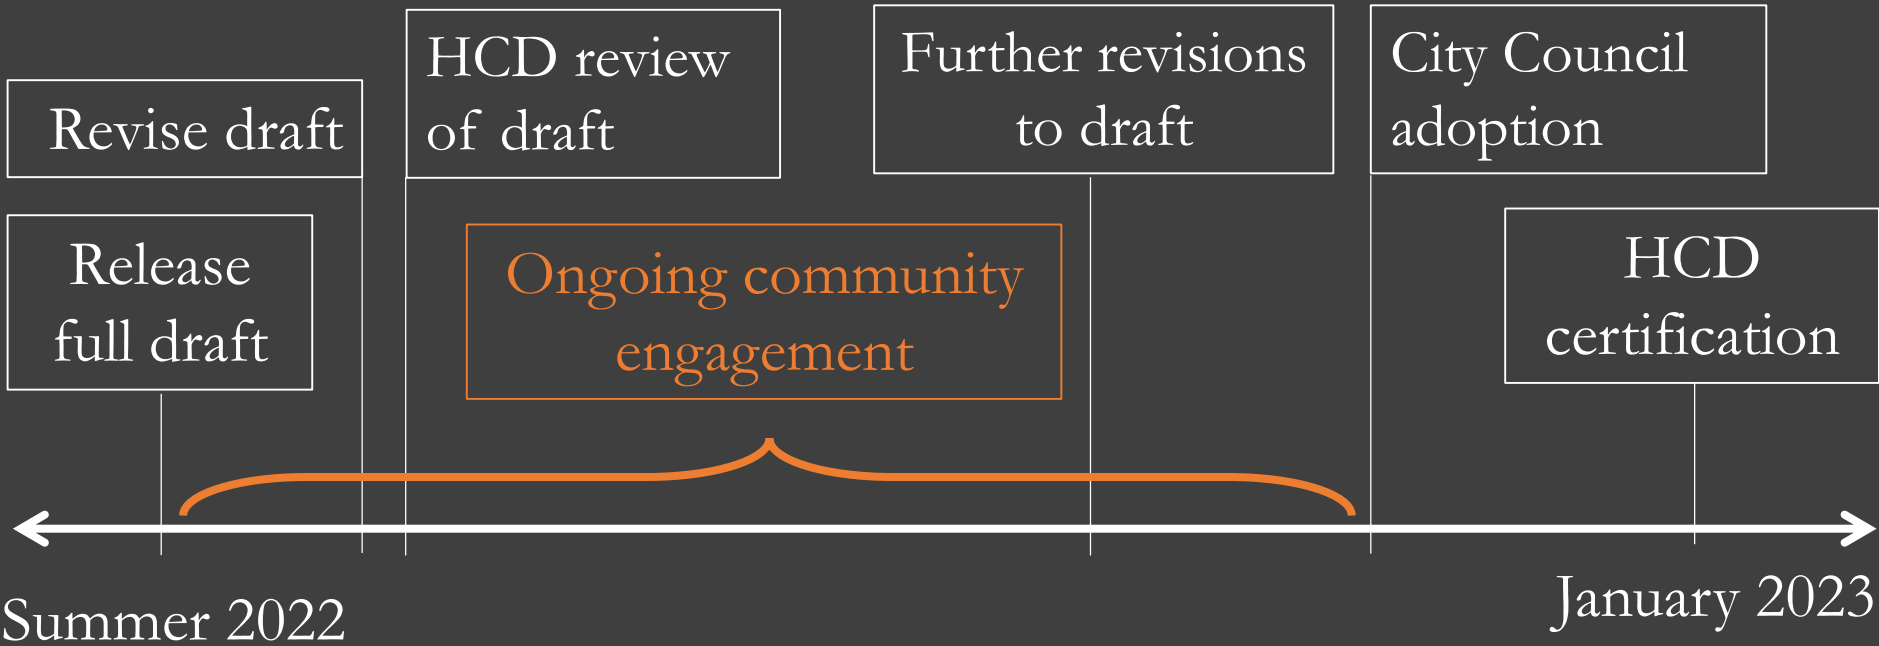 Revise draft
HCD review
of draft
Further revisions
to draft
City Council
adoption
Release
full draft
Ongoing community
engagement
HCD
certification
Summer 2022
January 2023